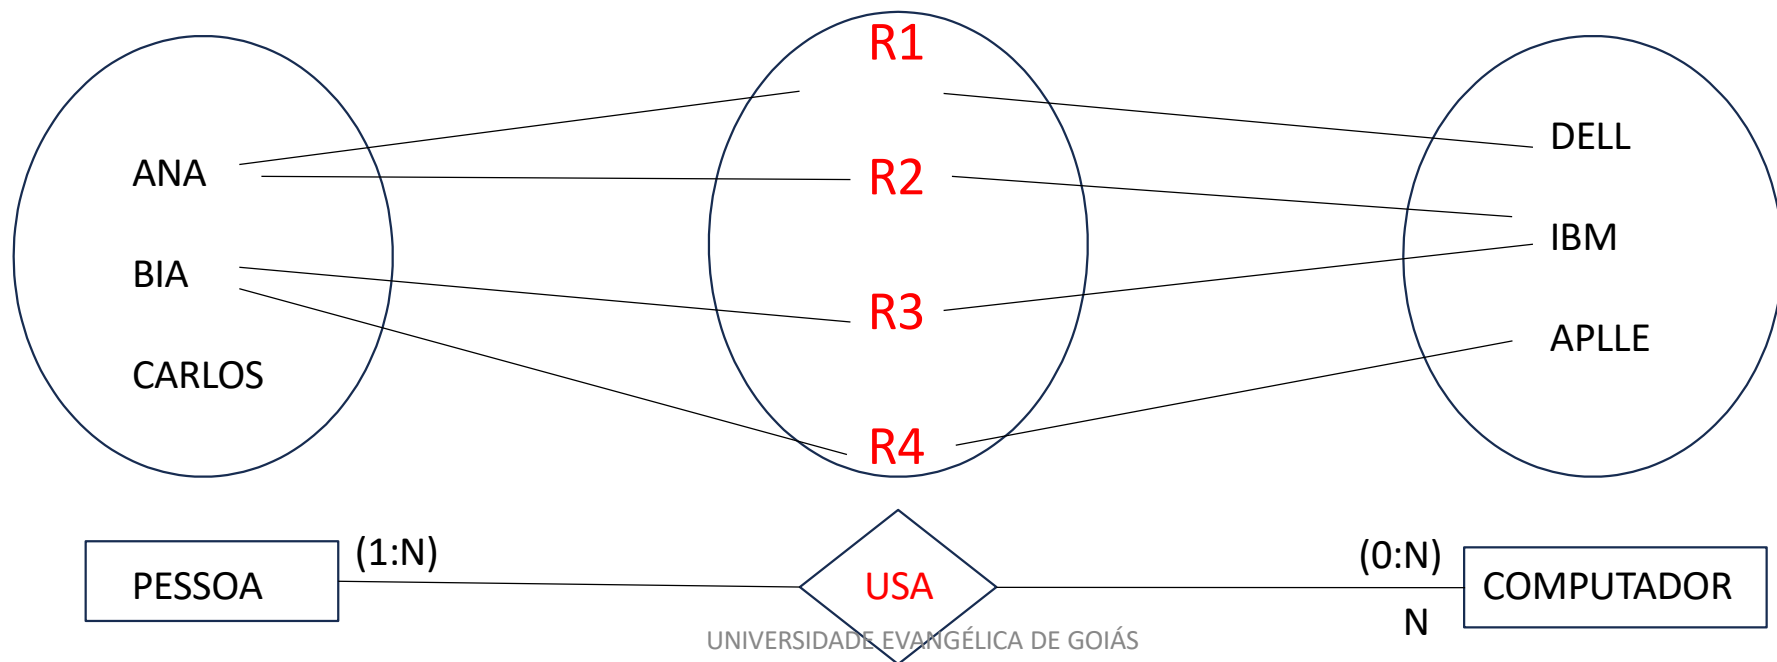 R1
DELL
ANA
R2
IBM
BIA
R3
APLLE
CARLOS
R4
(1:N)
(0:N)
PESSOA
USA
COMPUTADOR
N
UNIVERSIDADE EVANGÉLICA DE GOIÁS